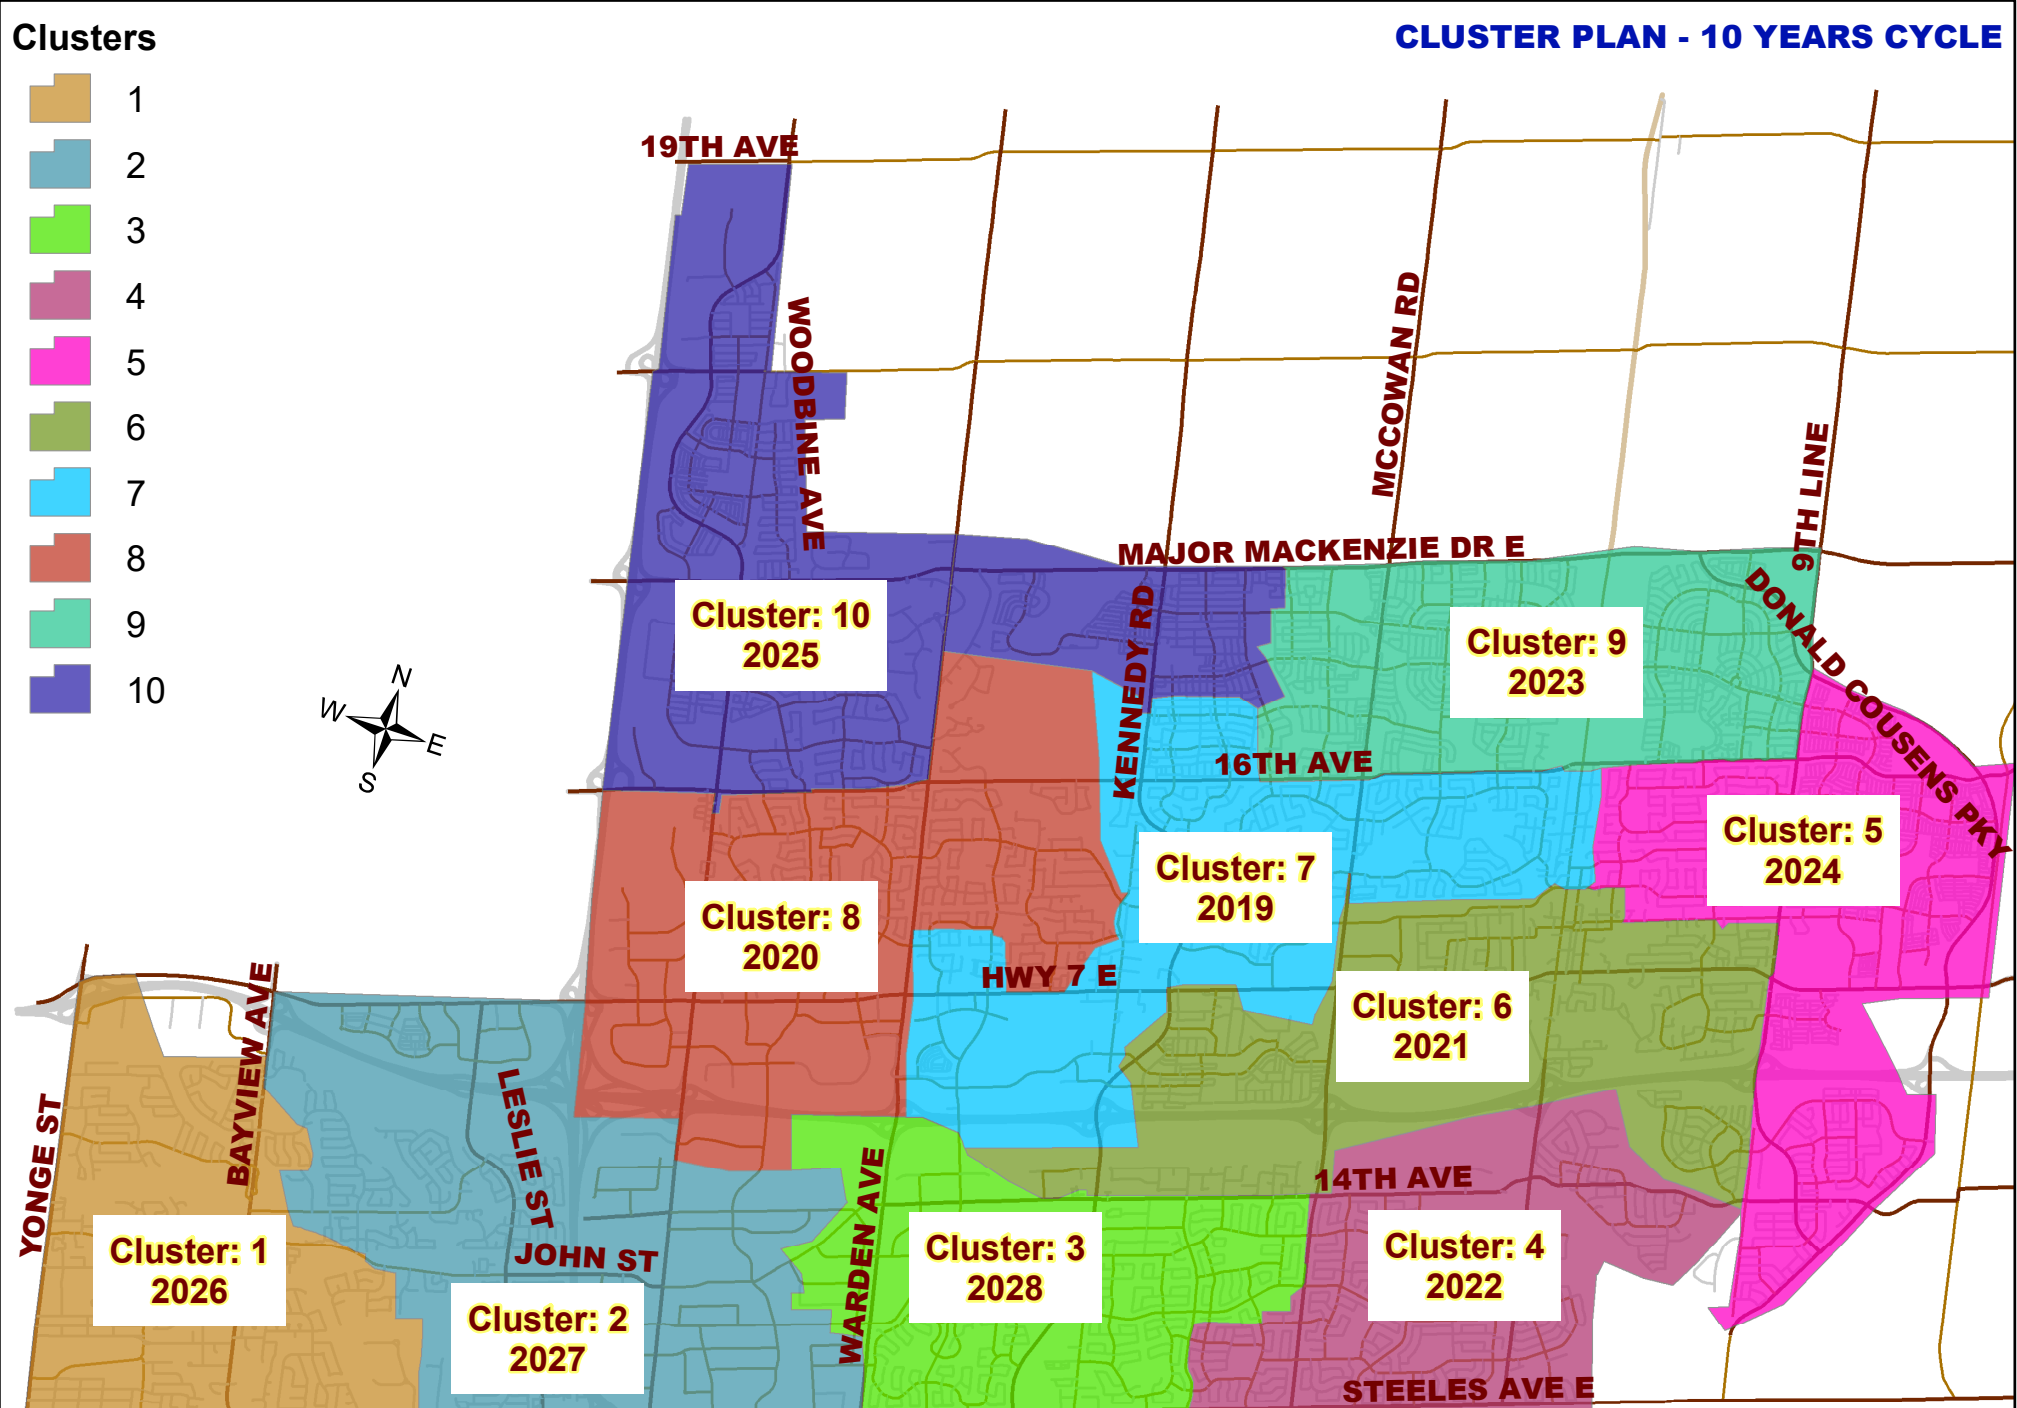 Clusters
CLUSTER PLAN - 10 YEARS CYCLE
1
2
3
4
5
6
7
8
9
10
19TH AVE
WOODBINE AVE
MCCOWAN RD
9TH LINE
MAJOR MACKENZIE DR E
DONALD COUSENS PKY
KENNEDY RD
Cluster: 10
2025
Cluster: 9
2023
N
W
E
S
16TH AVE
Cluster: 5
2024
Cluster: 7
2019
Cluster: 8
2020
HWY 7 E
Cluster: 6
2021
BAYVIEW AVE
YONGE ST
LESLIE ST
JOHN ST
WARDEN AVE
14TH AVE
Cluster: 1
2026
Cluster: 3
2028
Cluster: 4
2022
Cluster: 2
2027
STEELES AVE E